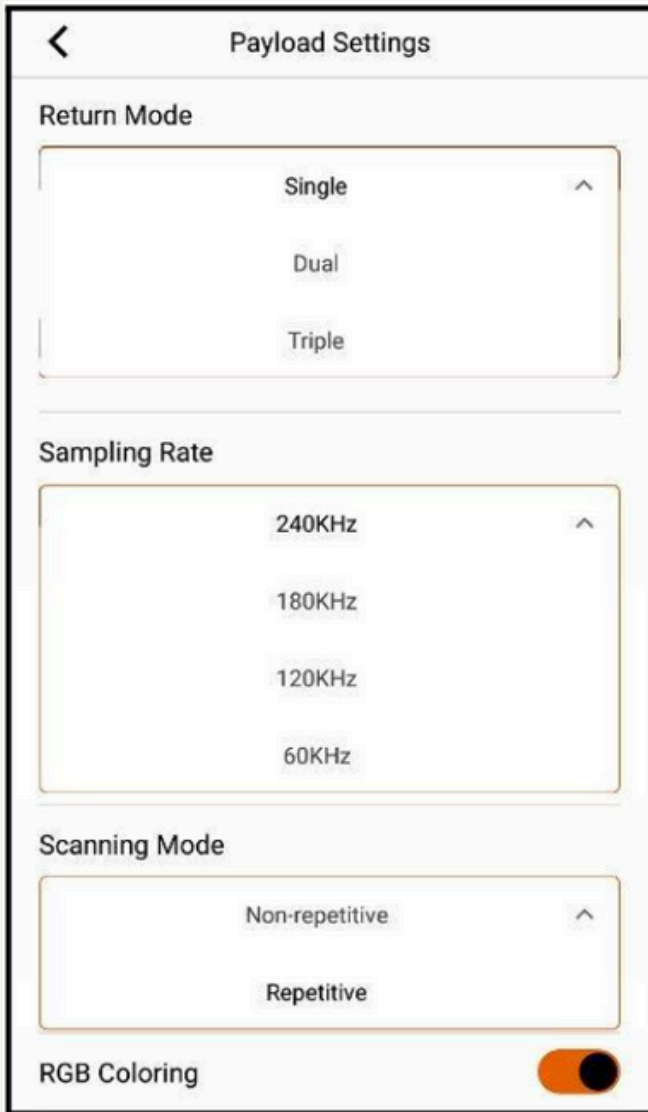 Payload Settings
Return Mode
Single
Dual
Triple
Sampling Rate
240KHz
180KHz
120KHz
60KHz
Scanning Mode
Non-repetitive
Repetitive
RGB Coloring